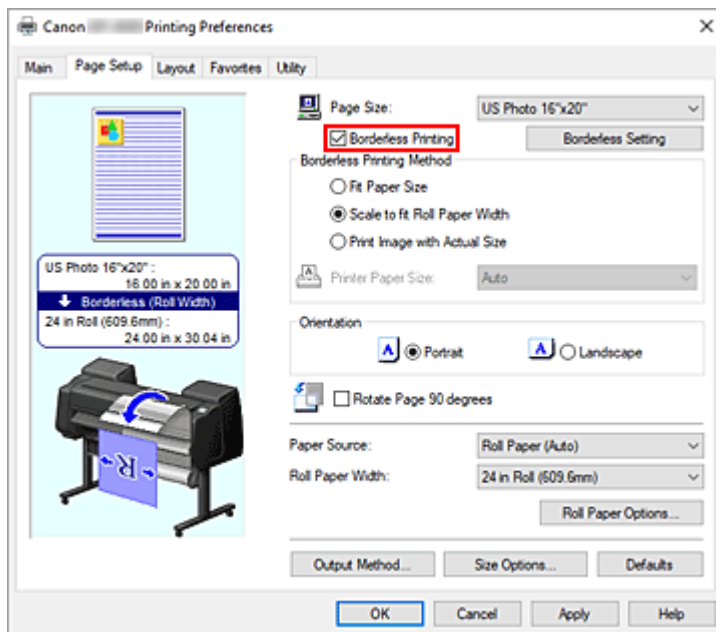 Canon Printing Preferences
Main Page Setup Layout Favorites Utility
Page Size: US Photo 16"x20"
Borderless Printing Borderless Setting
Borderless Printing Method
Fit Paper Size
Scale to fit Roll Paper Width
Print Image with Actual Size
Printer Paper Size: Auto
US Photo 16"x20" :
16.00 in x 20.00 in
Borderless (Roll Width)
24 in Roll (609.6mm) :
24.00 in x 30.04 in
R
Orientation
A Portrait A Landscape
Rotate Page 90 degrees
Paper Source: Roll Paper (Auto)
Roll Paper Width: 24 in Roll (609.6mm)
Roll Paper Options...
Output Method... Size Options... Defaults
OK Cancel Apply Help